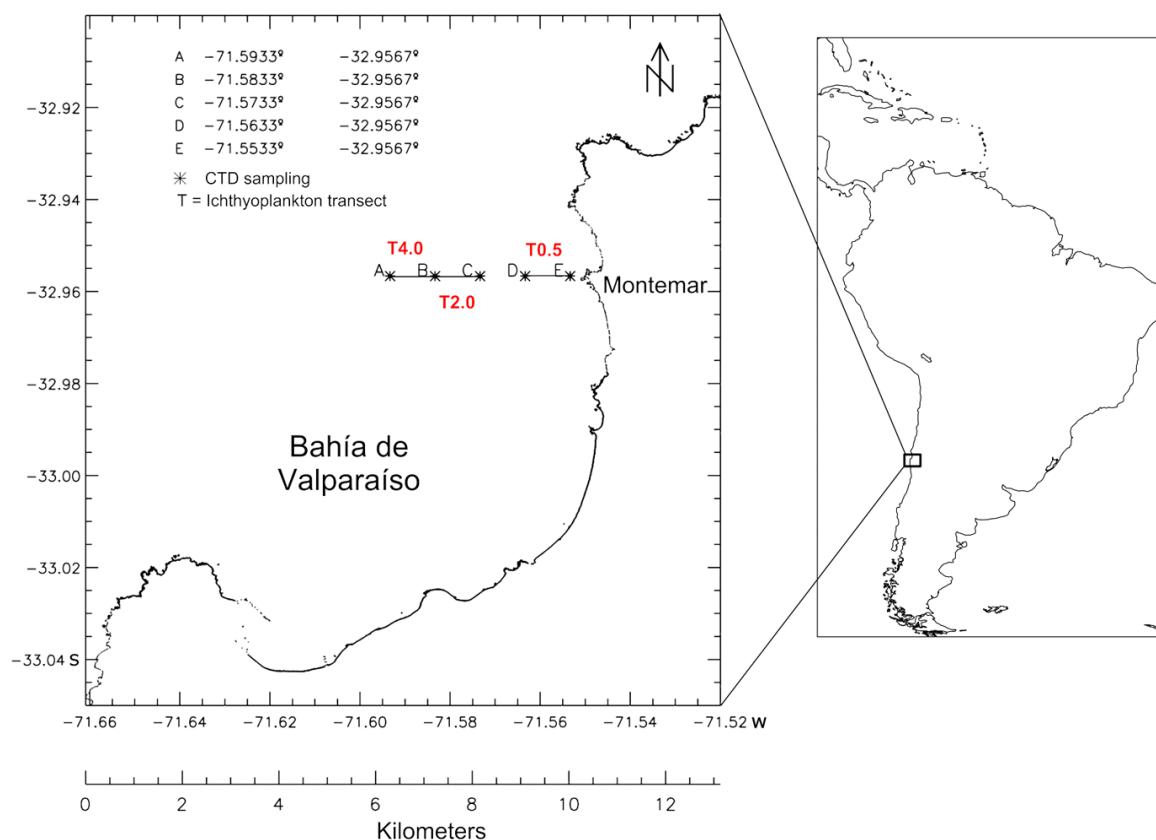 A -71.5933º -32.9567º
B -71.5833º -32.9567º
C -71.5733º -32.9567º
D -71.5633º -32.9567º
E -71.5533º -32.9567º
CTD sampling
T = Ichthyoplankton transect
N
-32.92
-32.94
-32.96
-32.98
-33.00
-33.02
-33.04 S
T4.0
T0.5
A B C D E
T2.0
Montemar
Bahía de
Valparaíso
-71.66 -71.64 -71.62 -71.60 -71.58 -71.56 -71.54 -71.52 W
0 2 4 6 8 10 12
Kilometers